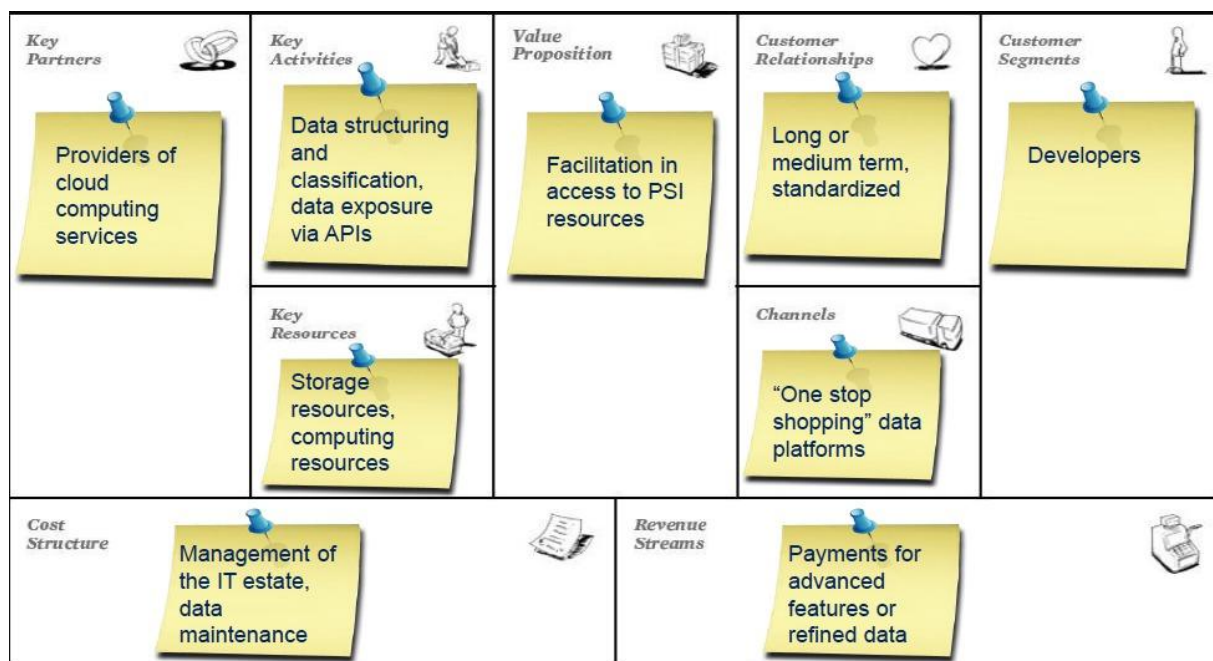 Key
Partners
Providers of
cloud
computing
services
Key
Activities
Data structuring
and
classification,
data exposure
via APIs
Key
Resources
Storage
resources,
computing
resources
Value
Proposition
Facilitation in
access to PSI
resources
Customer
Relationships
Long or
medium term,
standardized
Channels
“One stop
shopping” data
platforms
Customer
Segments
Developers
Cost
Structure
Management of
the IT estate,
data
maintenance
Revenue
Streams
Payments for
advanced
features or
refined data